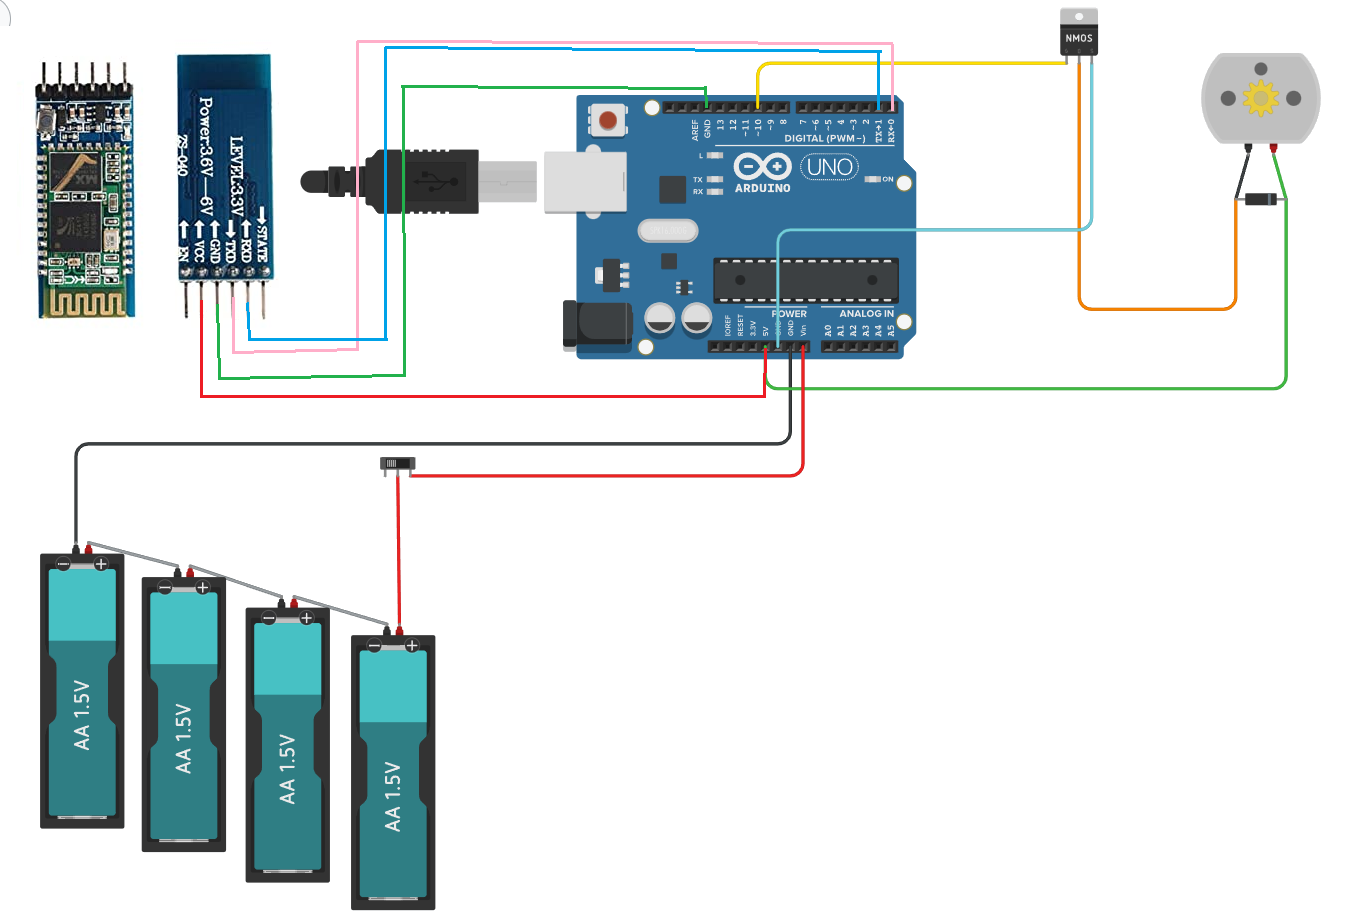 NMOS
Power:3.6V---6V
LEVEL:3.3V
ZS-040
EN
VCC
GND
TXD
RXD
STATE
AREF
GND
13
12
~11
~10
~9
8
7
~6
~5
4
~3
2
TX→1
RX←0
DIGITAL (PWM~)
L
TX
RX
ARDUINO
UNO
ON
IOREF
RESET
3.3V
5V
GND
GND
Vin
POWER
ANALOG IN
A0
A1
A2
A3
A4
A5
AA 1.5V
AA 1.5V
AA 1.5V
AA 1.5V